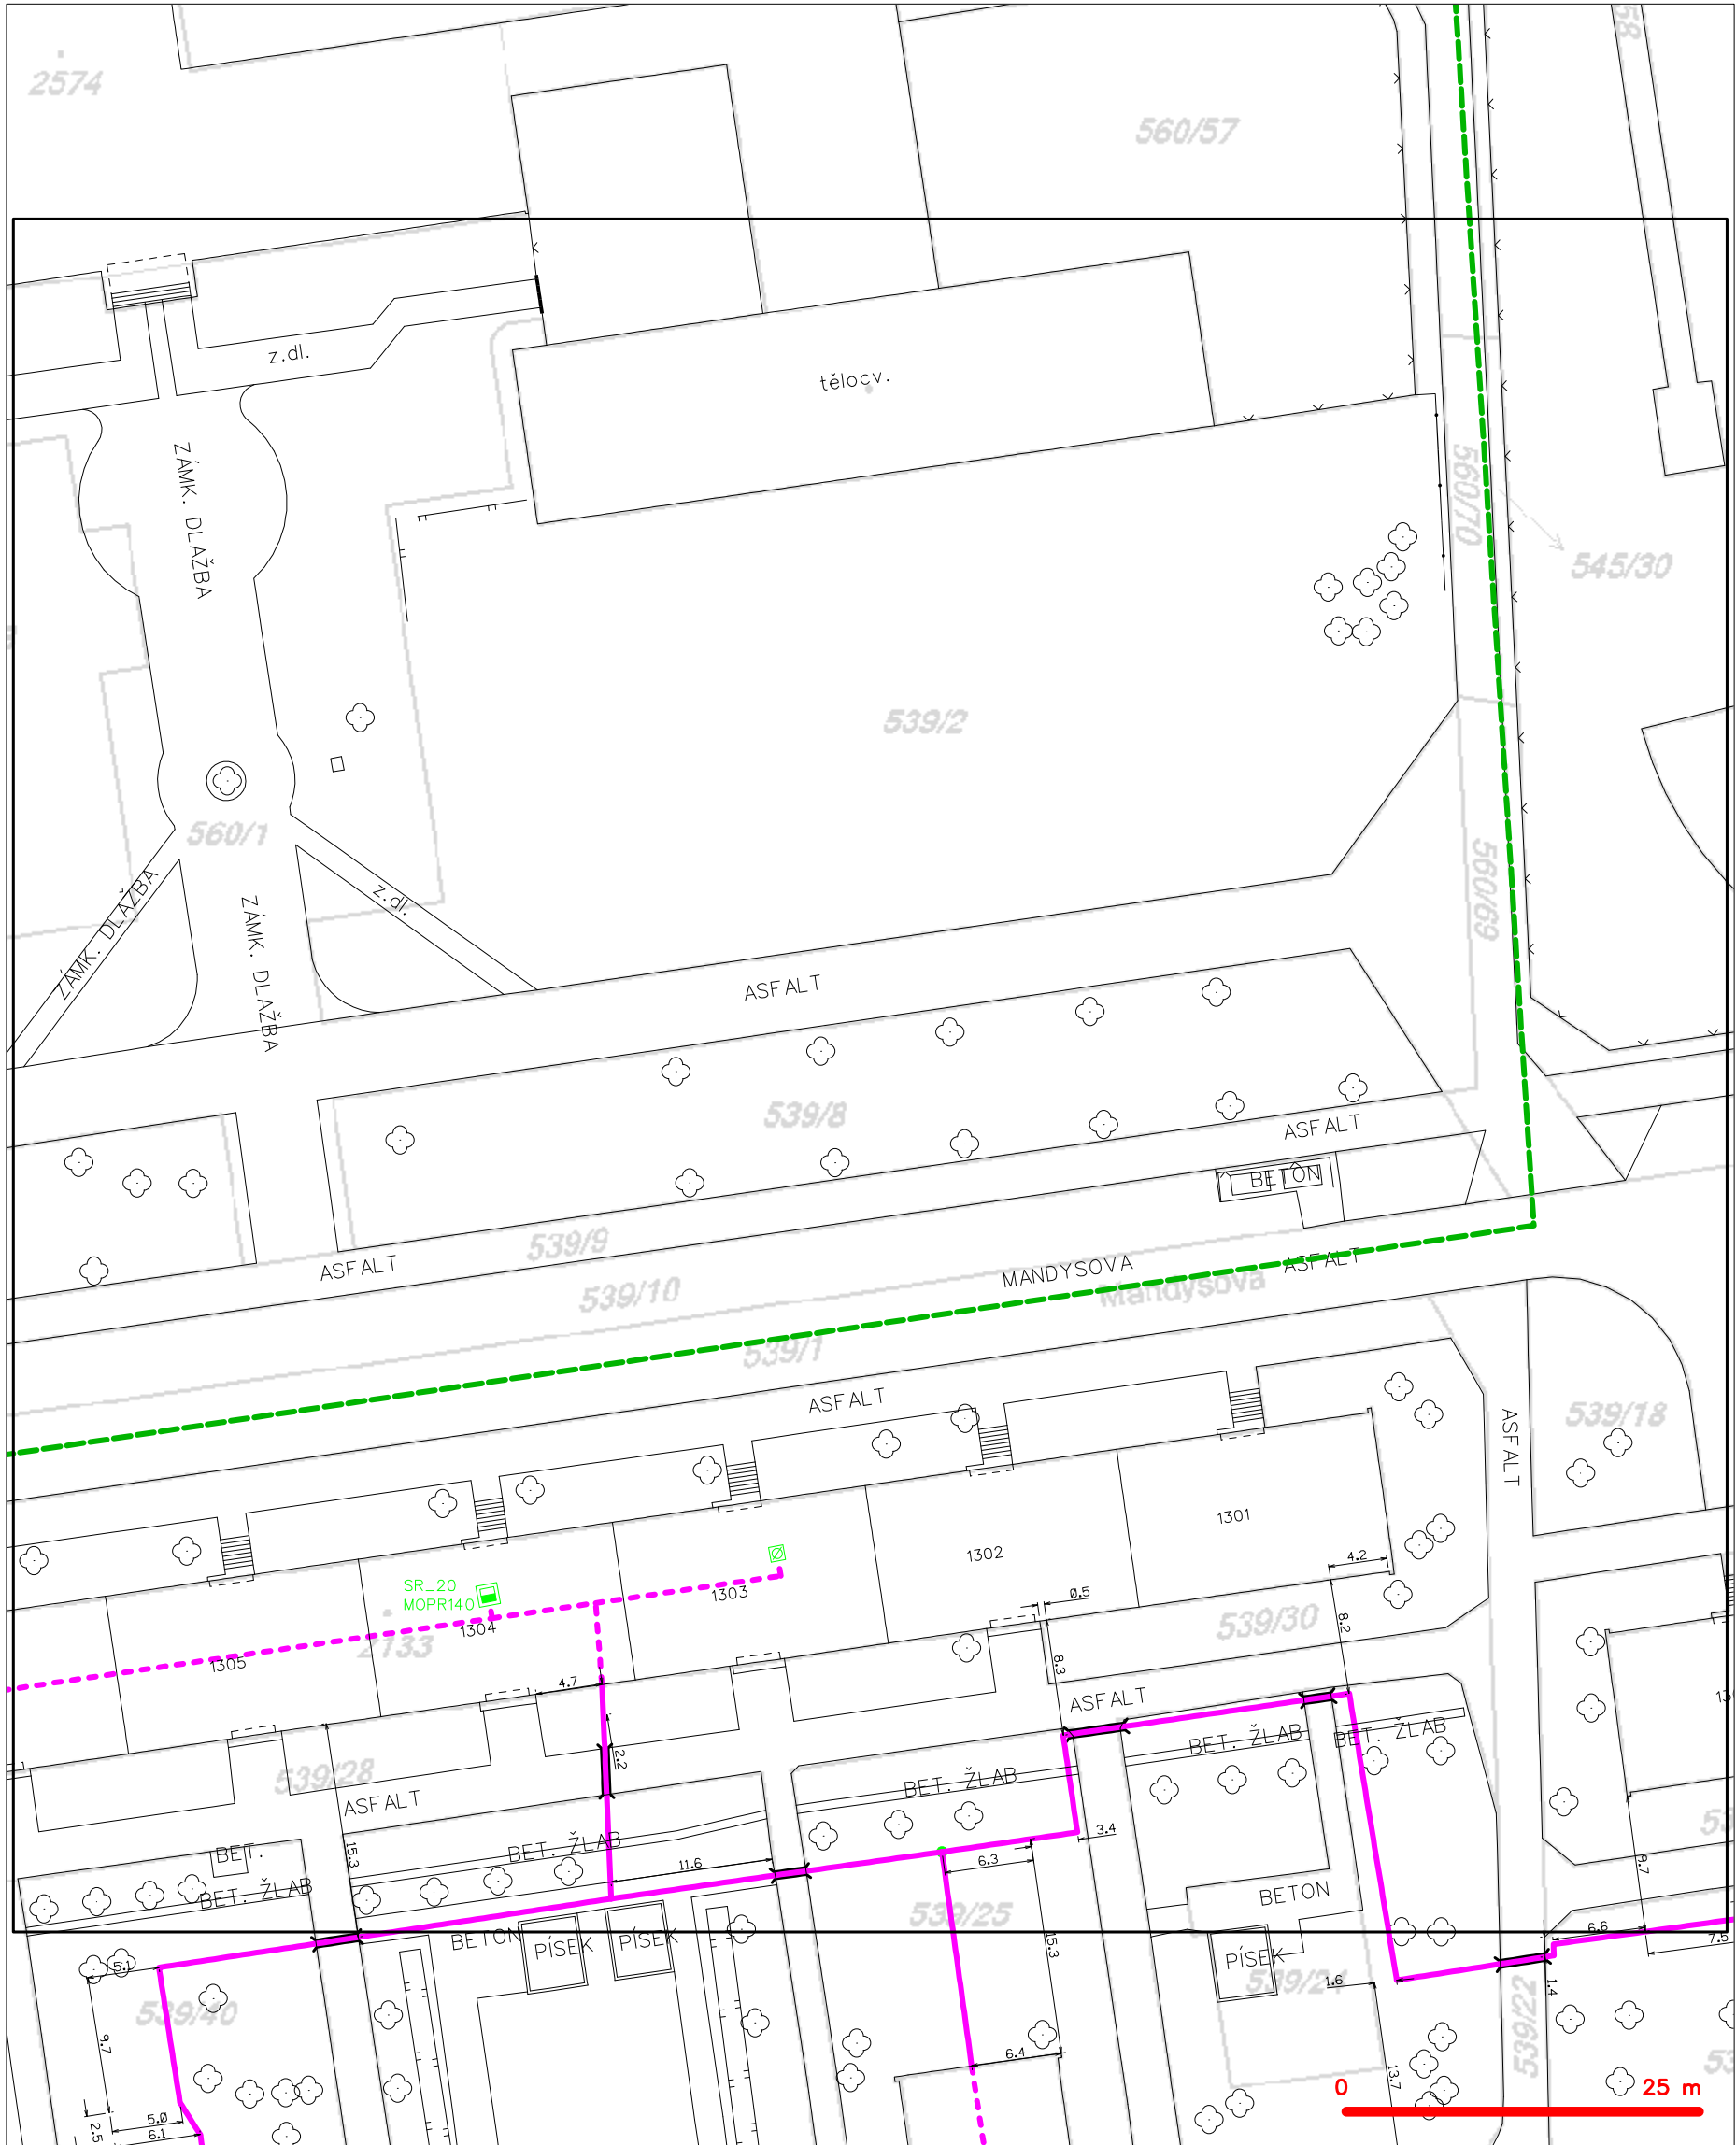 58
2574
560/57
z.dl.
tělocv.
ZÁMK. DLAŽBA
560/70
545/30
539/2
560/1
560/69
ZÁMK. DLAŽBA
z.dl.
ZÁMK. DLAŽBA
ASFALT
539/8
ASFALT
BETON
539/9
ASFALT
MANDYSOVA
ASFALT
Mandysova
539/10
539/1
ASFALT
539/18
ASFALT
1301
1302
4.2
SR_20
MOPR140
1303
0.5
1304
2733
539/30
8.2
1305
8.3
4.7
ASFALT
2.2
BET. ŽLAB
BET. ŽLAB
539/28
BET. ŽLAB
ASFALT
3.4
BET.
15.3
BET. ŽLAB
11.6
6.3
9.7
BET. ŽLAB
BETON
539/25
6.6
7.5
BETON
PÍSEK
PÍSEK
15.3
PÍSEK
5.1
539/24
1.6
1.4
539/40
539/22
9.7
6.4
13.7
0
25 m
5.0
2.5
6.1